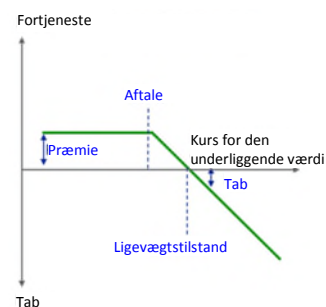 Fortjeneste
Aftale
Præmie
Kurs for den
underliggende værdi
Tab
Ligevægtstilstand
Tab